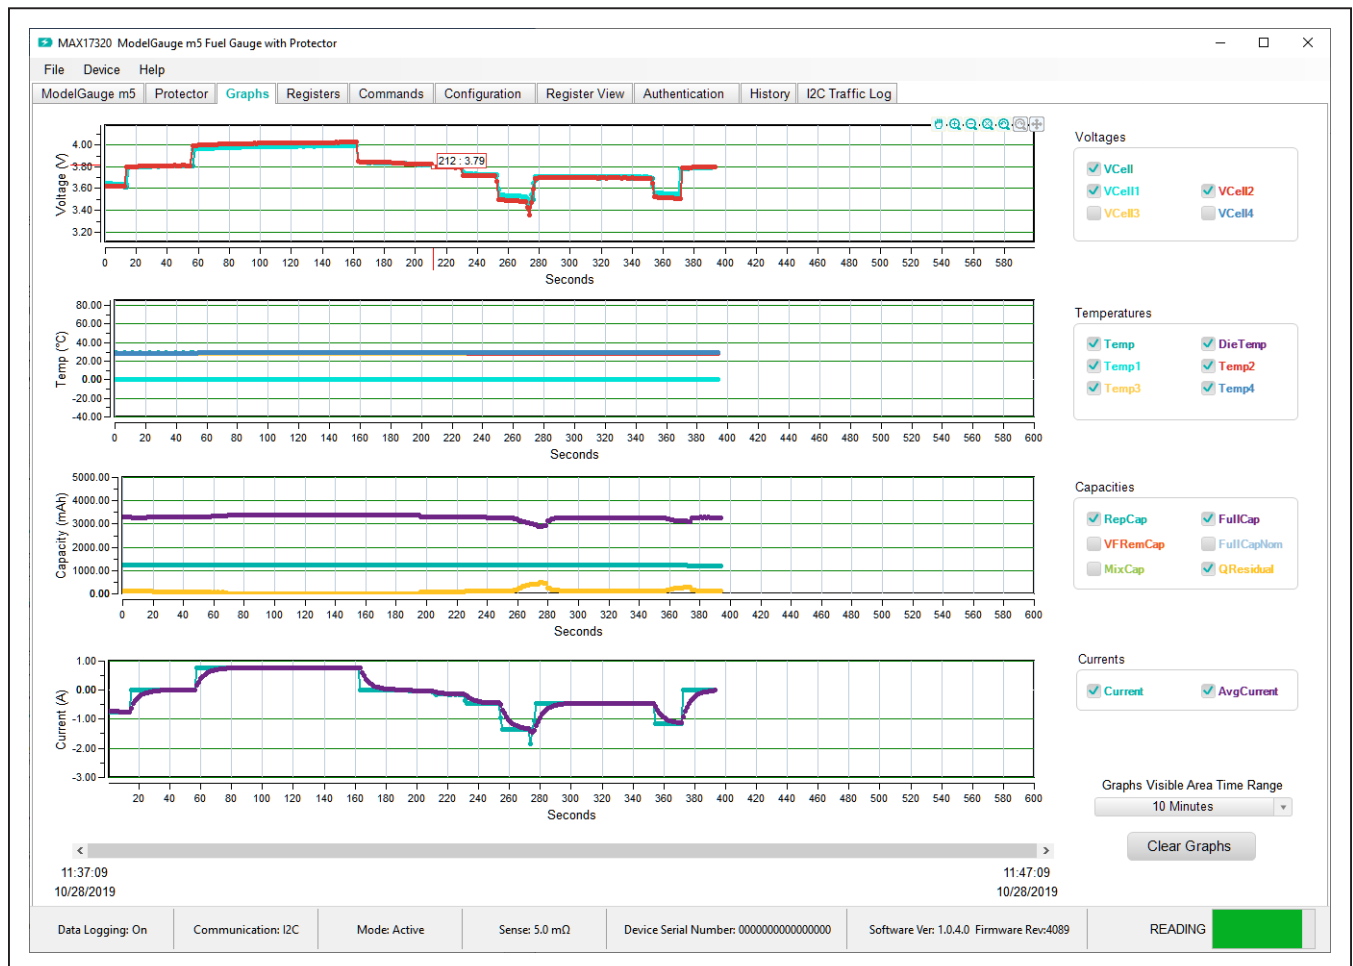 MAX17320 ModelGauge m5 Fuel Gauge with Protector
File Device Help
ModelGauge m5 Protector Graphs Registers Commands Configuration Register View Authentication History I2C Traffic Log
Voltage (V)
4.00
3.80
3.60
3.40
3.20
212 : 3.79
0 20 40 60 80 100 120 140 160 180 200 220 240 260 280 300 320 340 360 380 400 420 440 460 480 500 520 540 560 580
Seconds
Voltages
VCell
VCell1 VCell2
VCell3 VCell4
Temp (°C)
80.00
60.00
40.00
20.00
0.00
-20.00
-40.00
0 20 40 60 80 100 120 140 160 180 200 220 240 260 280 300 320 340 360 380 400 420 440 460 480 500 520 540 560 580 600
Seconds
Temperatures
Temp DieTemp
Temp1 Temp2
Temp3 Temp4
Capacity (mAh)
5000.00
4000.00
3000.00
2000.00
1000.00
0.00
0 20 40 60 80 100 120 140 160 180 200 220 240 260 280 300 320 340 360 380 400 420 440 460 480 500 520 540 560 580 600
Seconds
Capacities
RepCap FullCap
VFRemCap FullCapNom
MixCap QResidual
Current (A)
1.00
0.00
-1.00
-2.00
-3.00
20 40 60 80 100 120 140 160 180 200 220 240 260 280 300 320 340 360 380 400 420 440 460 480 500 520 540 560 580 600
Seconds
Currents
Current AvgCurrent
Graphs Visible Area Time Range
10 Minutes
Clear Graphs
11:37:09
10/28/2019
11:47:09
10/28/2019
Data Logging: On Communication: I2C Mode: Active Sense: 5.0 mΩ Device Serial Number: 0000000000000000 Software Ver: 1.0.4.0 Firmware Rev:4089 READING